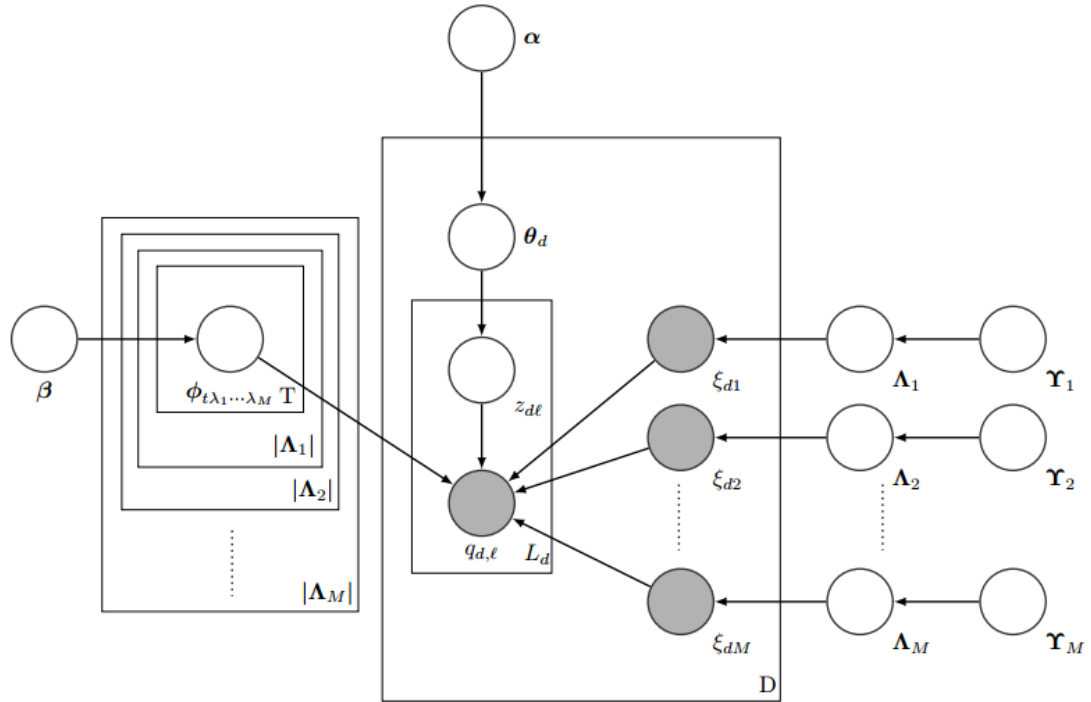 α
θ_d
β
ϕ_{tλ_1⋯λ_M} T
|Λ_1|
|Λ_2|
|Λ_M|
z_{dℓ}
q_{d,ℓ}
L_d
ξ_{d1}
Λ_1
ϒ_1
ξ_{d2}
Λ_2
ϒ_2
ξ_{dM}
Λ_M
ϒ_M
D